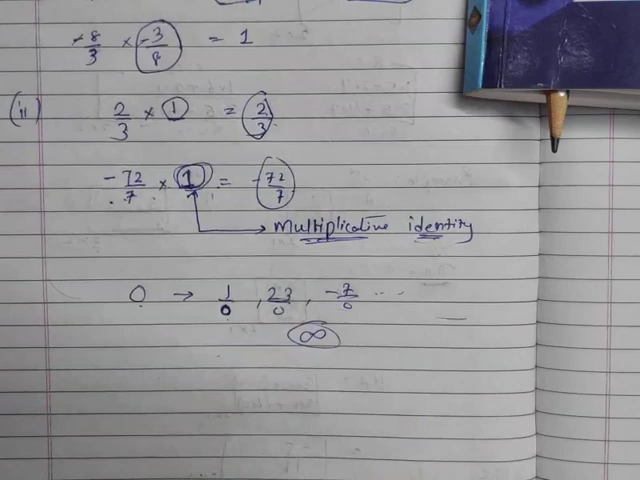 -8/3 × -3/8 = 1
(ii) 2/3 × 1 = 2/3
-72/7 × 1 = -72/7
Multiplicative identity
0 → 1/0, 23/0, -7/0 ...
∞